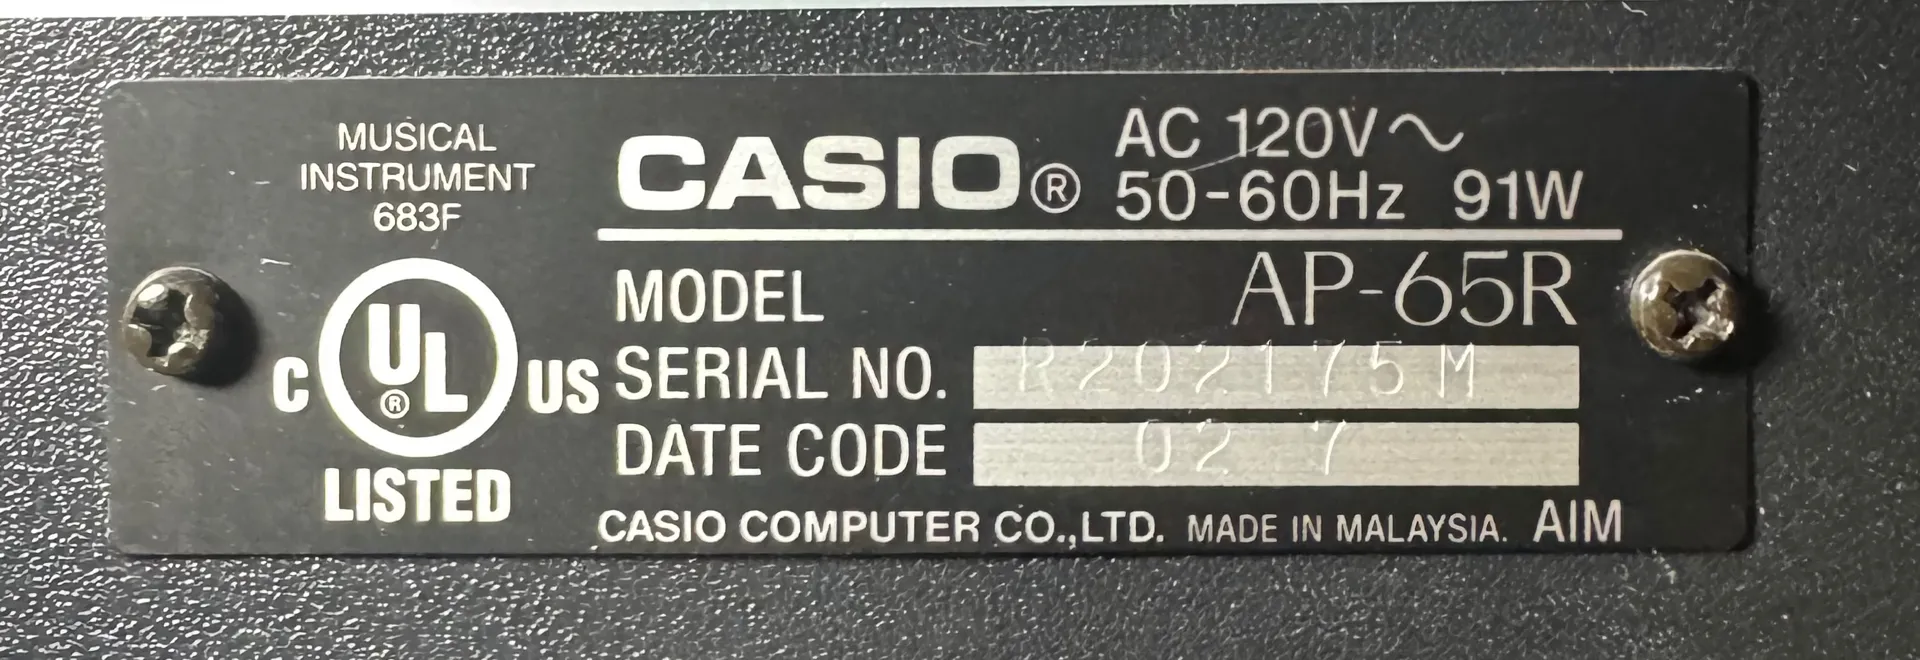 MUSICAL
INSTRUMENT
683F
C UL® US
LISTED
CASIO®
AC 120V~
50-60Hz 91W
MODEL AP-65R
SERIAL NO. R202175M
DATE CODE 02 7
CASIO COMPUTER CO.,LTD. MADE IN MALAYSIA. AIM